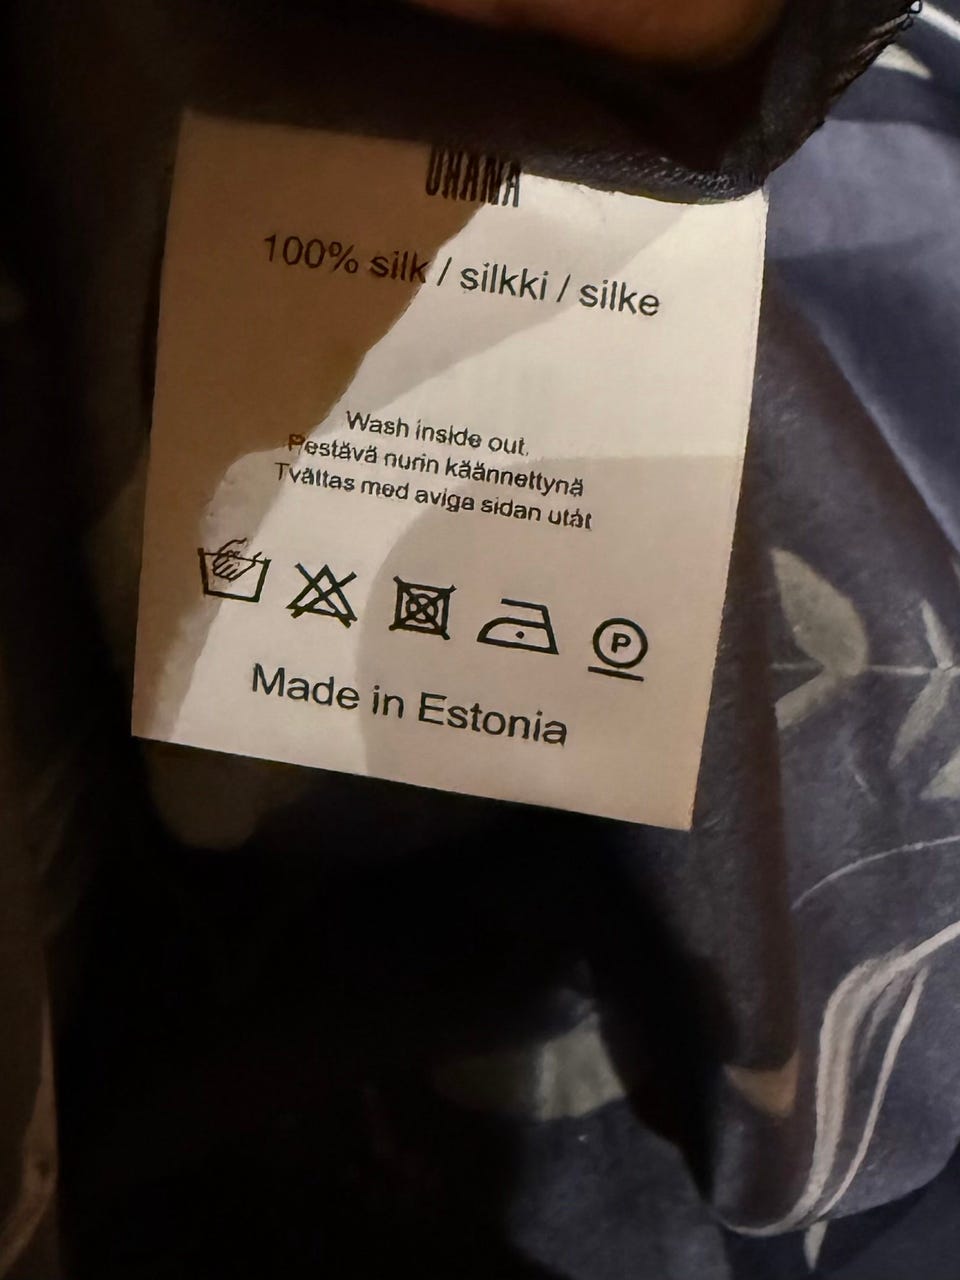 UHANA
100% silk / silkki / silke
Wash inside out.
Pestävä nurin käännettynä
Tvättas med aviga sidan utåt
P
Made in Estonia